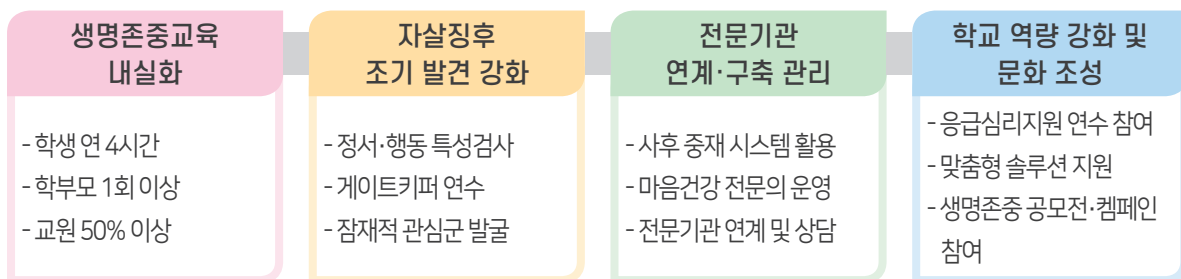 생명존중교육
내실화
- 학생 연 4시간
- 학부모 1회 이상
- 교원 50% 이상
자살징후
조기 발견 강화
- 정서·행동 특성검사
- 게이트키퍼 연수
- 잠재적 관심군 발굴
전문기관
연계·구축 관리
- 사후 중재 시스템 활용
- 마음건강 전문의 운영
- 전문기관 연계 및 상담
학교 역량 강화 및
문화 조성
- 응급심리지원 연수 참여
- 맞춤형 솔루션 지원
- 생명존중 공모전·켐페인
참여